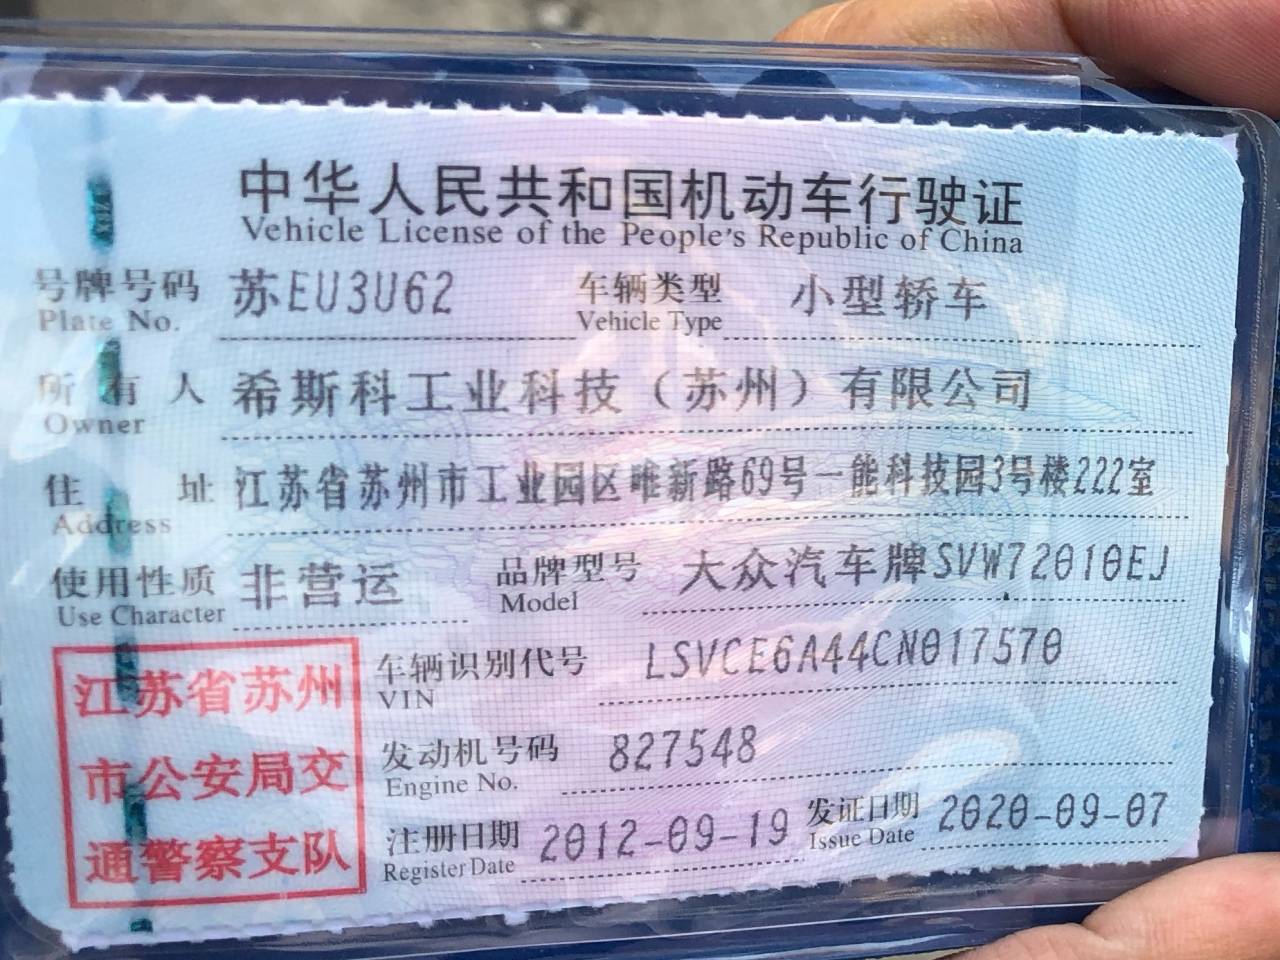 中华人民共和国机动车行驶证
Vehicle License of the People's Republic of China
号牌号码 苏EU3U62 车辆类型 小型轿车
Plate No. Vehicle Type
所有人 希斯科工业科技（苏州）有限公司
Owner
住址 江苏省苏州市工业园区唯新路69号一能科技园3号楼222室
Address
使用性质 非营运 品牌型号 大众汽车牌SVW72010EJ
Use Character Model
江苏省苏州
市公安局交
通警察支队
车辆识别代号 LSVCE6A44CN017570
VIN
发动机号码 827548
Engine No.
注册日期 2012-09-19 发证日期 2020-09-07
Register Date Issue Date